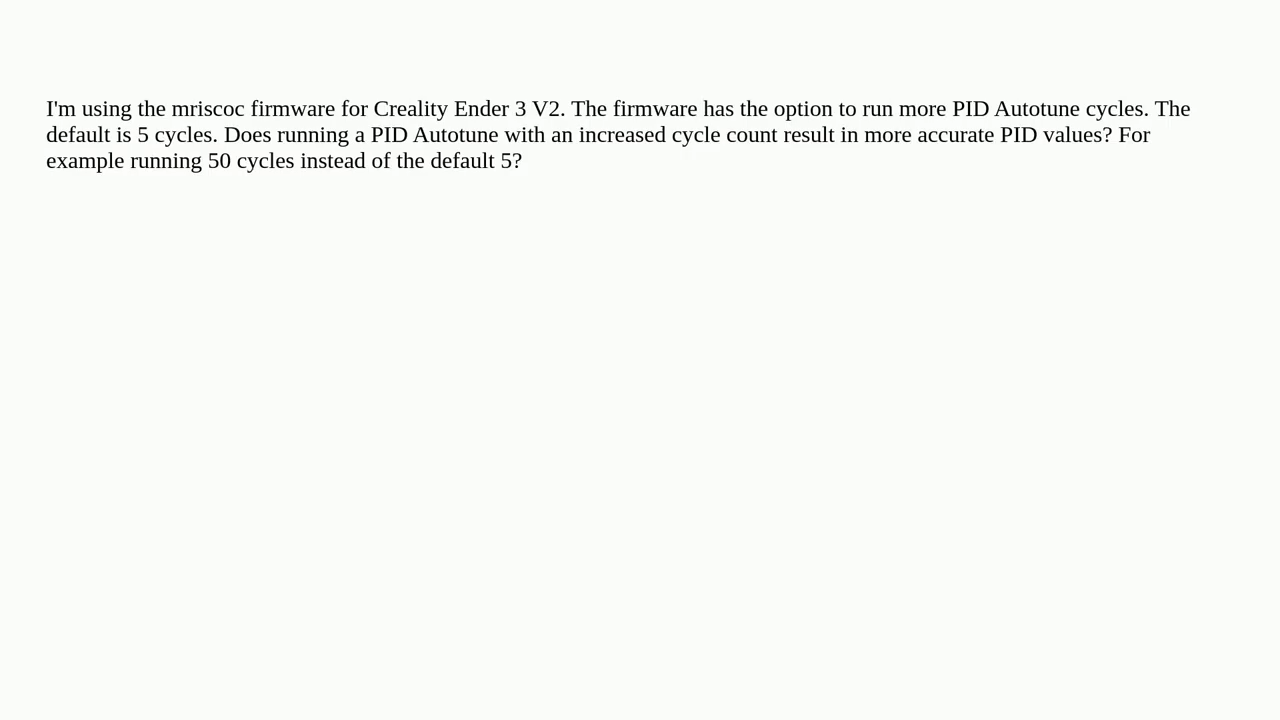 I'm using the mriscoc firmware for Creality Ender 3 V2. The firmware has the option to run more PID Autotune cycles. The
default is 5 cycles. Does running a PID Autotune with an increased cycle count result in more accurate PID values? For
example running 50 cycles instead of the default 5?